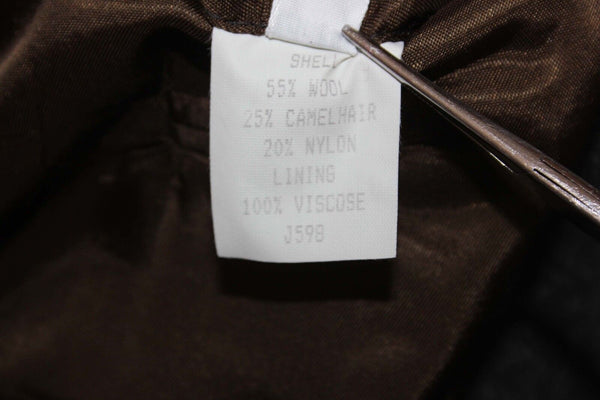 SHELL
55% WOOL
25% CAMELHAIR
20% NYLON
LINING
100% VISCOSE
J598